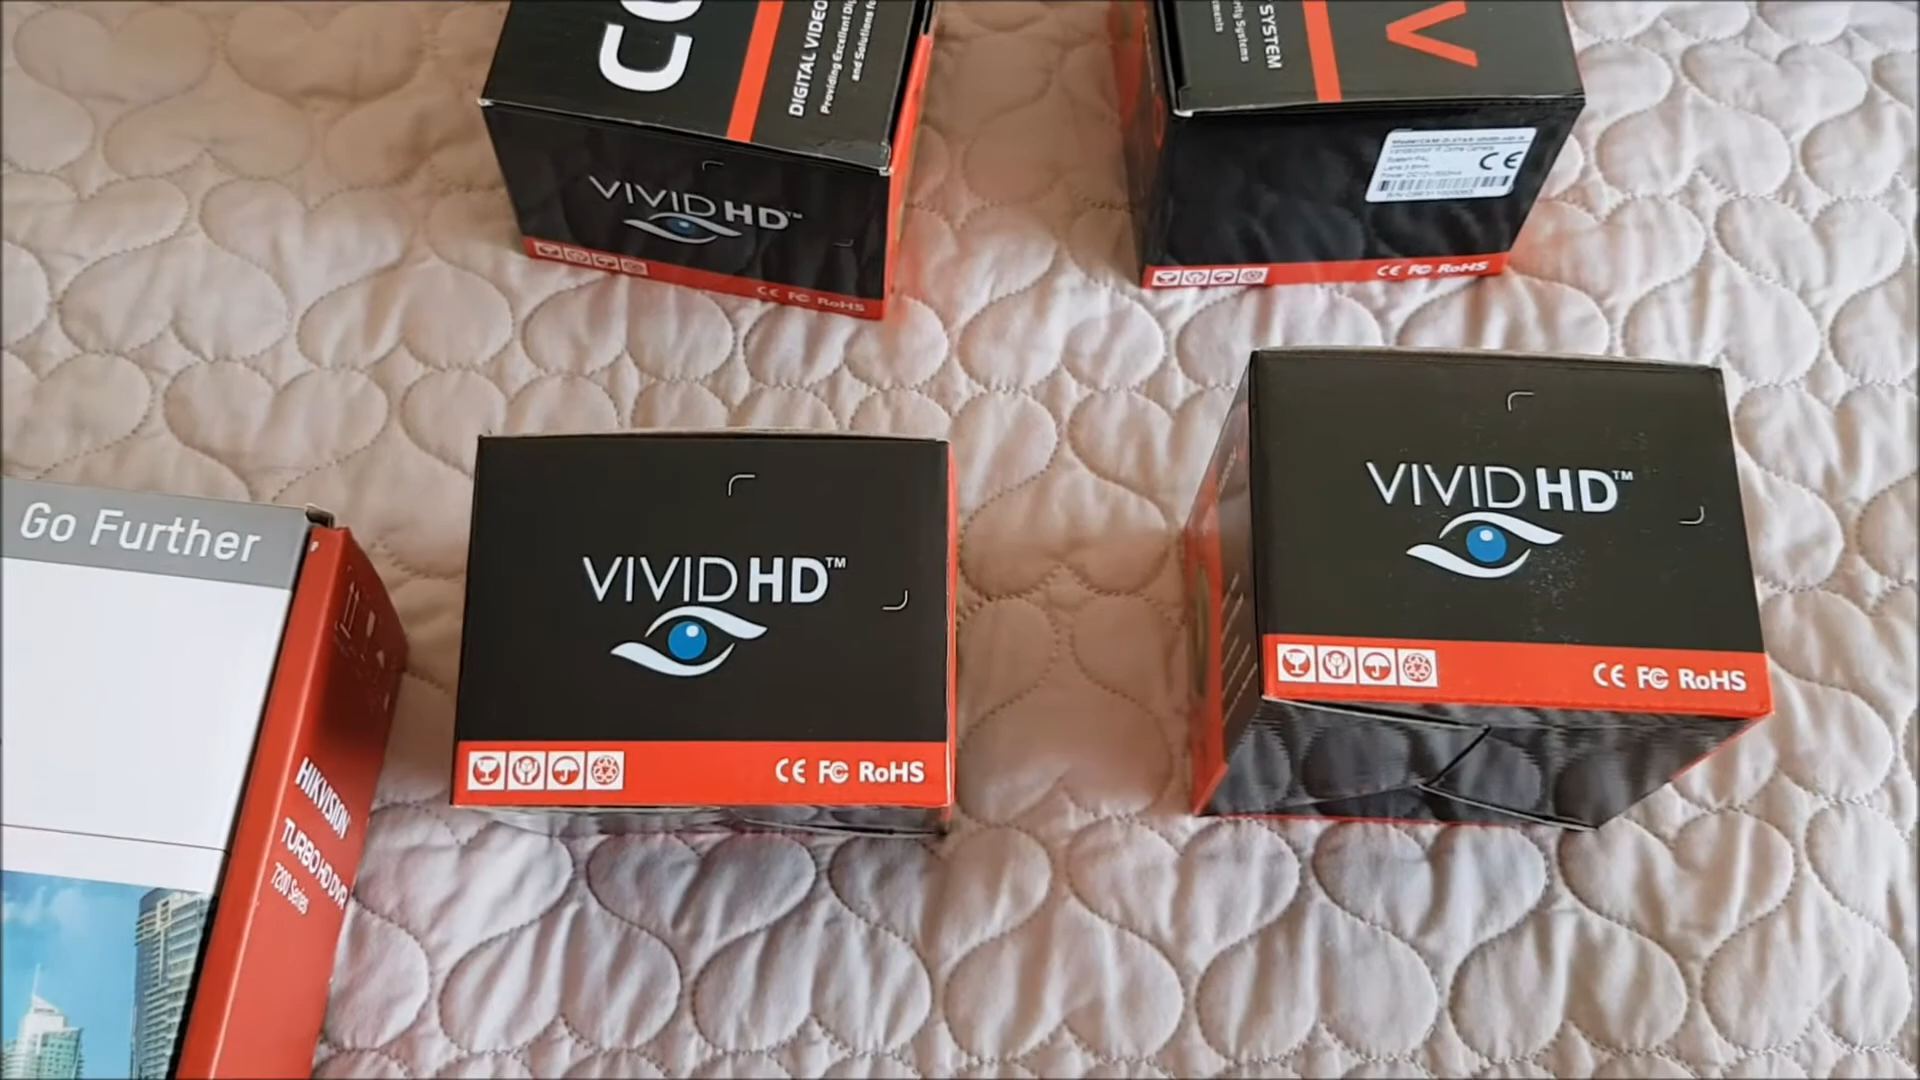 DIGITAL VIDEO
Providing Excellent
and Solutions
VIVID HD™
CE FC RoHS
SYSTEM
Systems
V
CE
CE FC RoHS
VIVID HD™
CE FC RoHS
VIVID HD™
CE FC RoHS
Go Further
HIKVISION
TURBO HD DVR
7200 Series